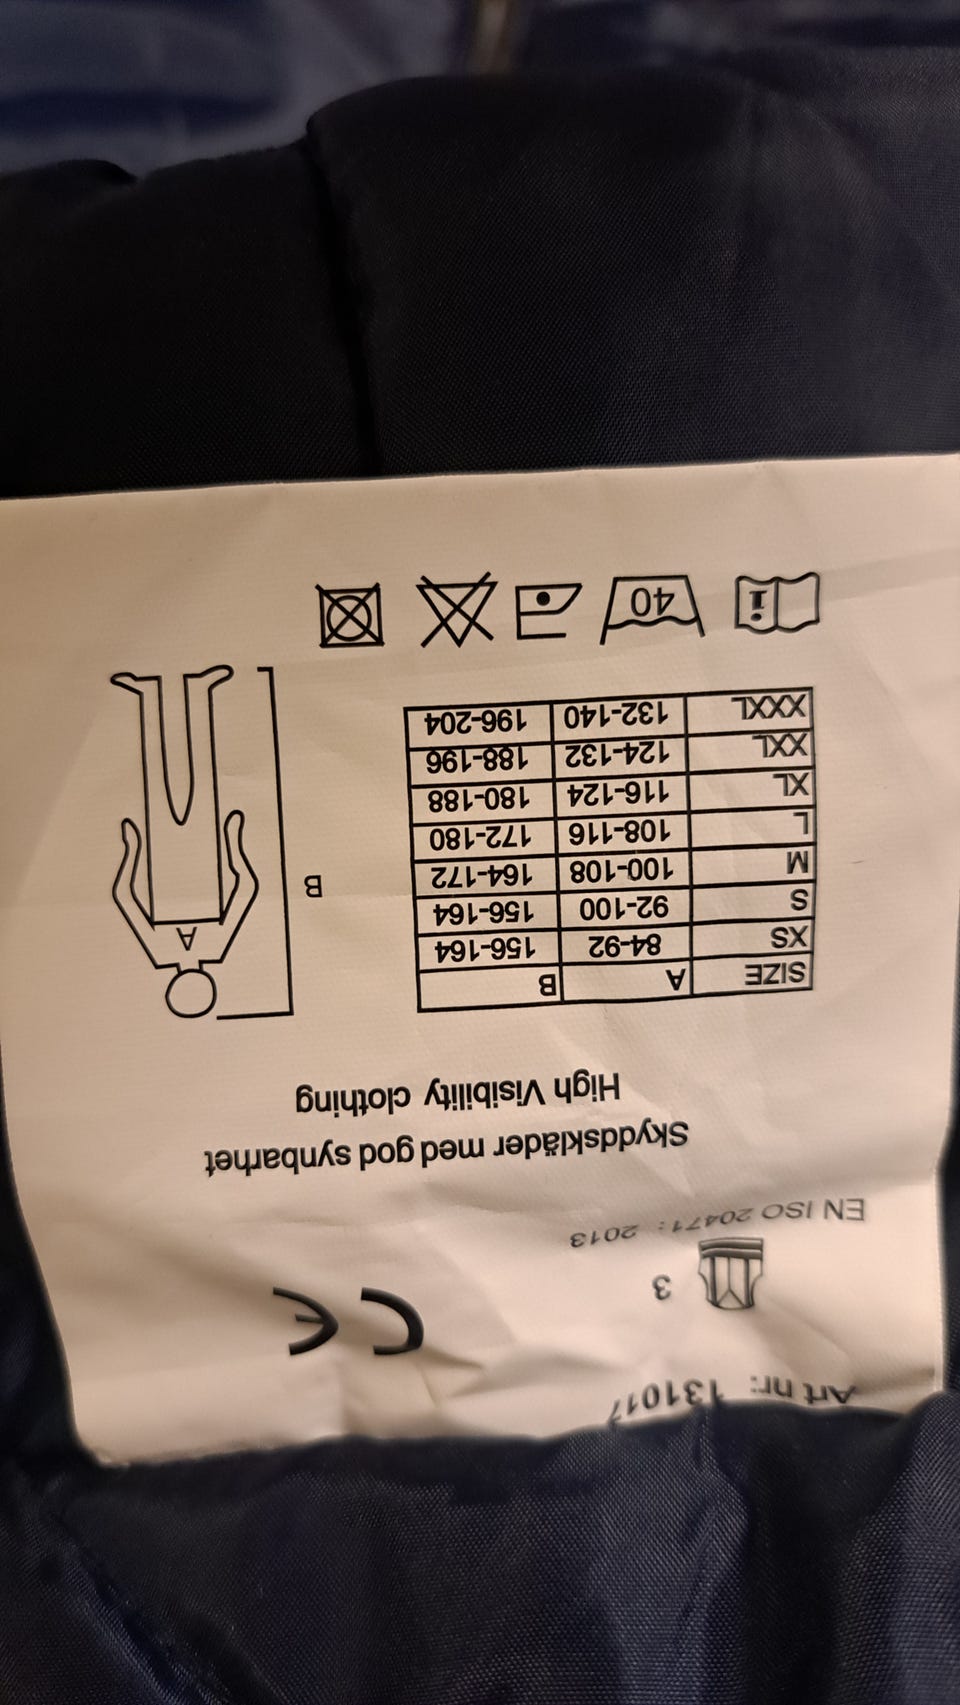 Art nr: 131017
3
CE
EN ISO 20471: 2013
Skyddskläder med god synbarhet
High Visibility clothing
SIZE A B
XS 84-92 156-164
S 92-100 156-164
M 100-108 164-172
L 108-116 172-180
XL 116-124 180-188
XXL 124-132 188-196
XXXL 132-140 196-204
A
B
i 40